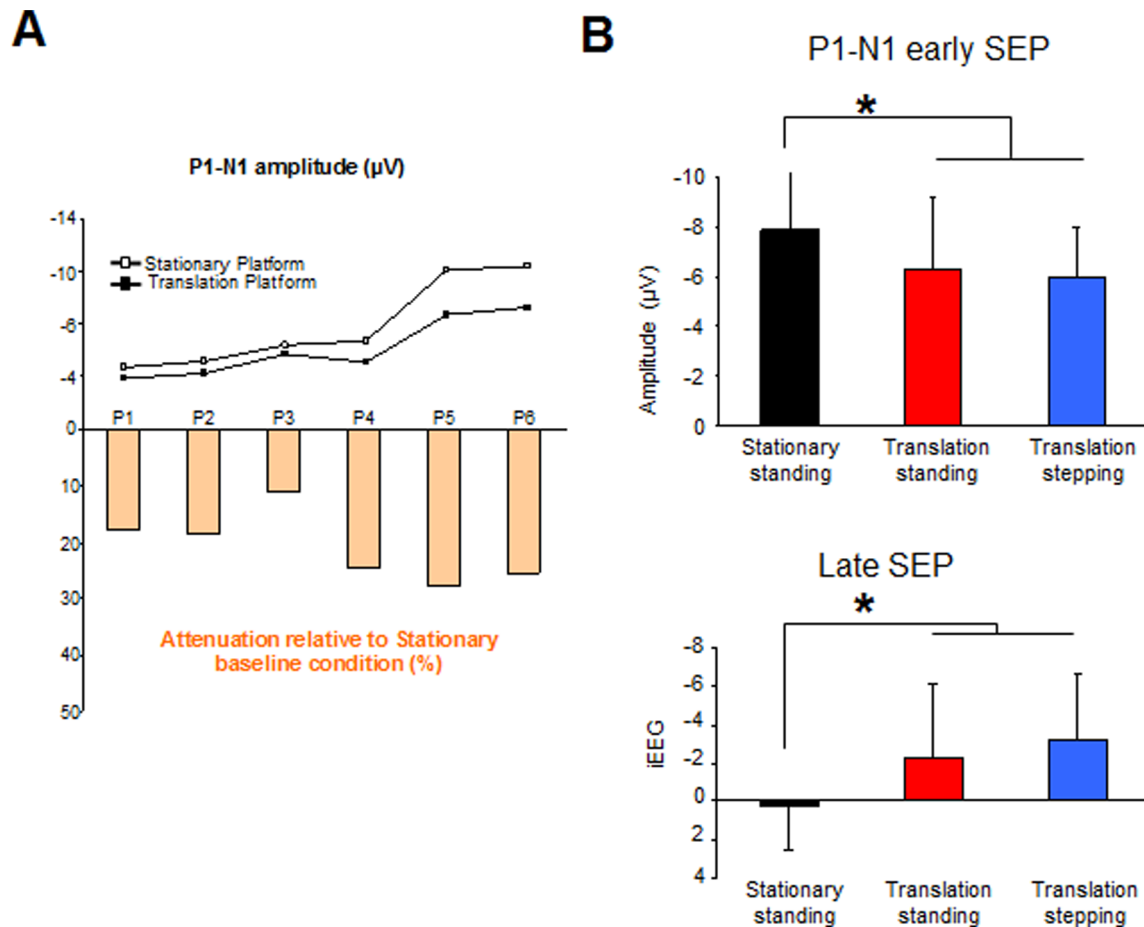 A
P1-N1 amplitude (µV)
-14
-10
-6
-4
0
10
20
30
40
50
Stationary Platform
Translation Platform
P1 P2 P3 P4 P5 P6
Attenuation relative to Stationary
baseline condition (%)
B
P1-N1 early SEP
*
Amplitude (µV)
-10
-8
-6
-4
-2
0
Stationary Translation Translation
standing standing stepping
Late SEP
*
iEEG
-8
-6
-4
-2
0
2
4
Stationary Translation Translation
standing standing stepping